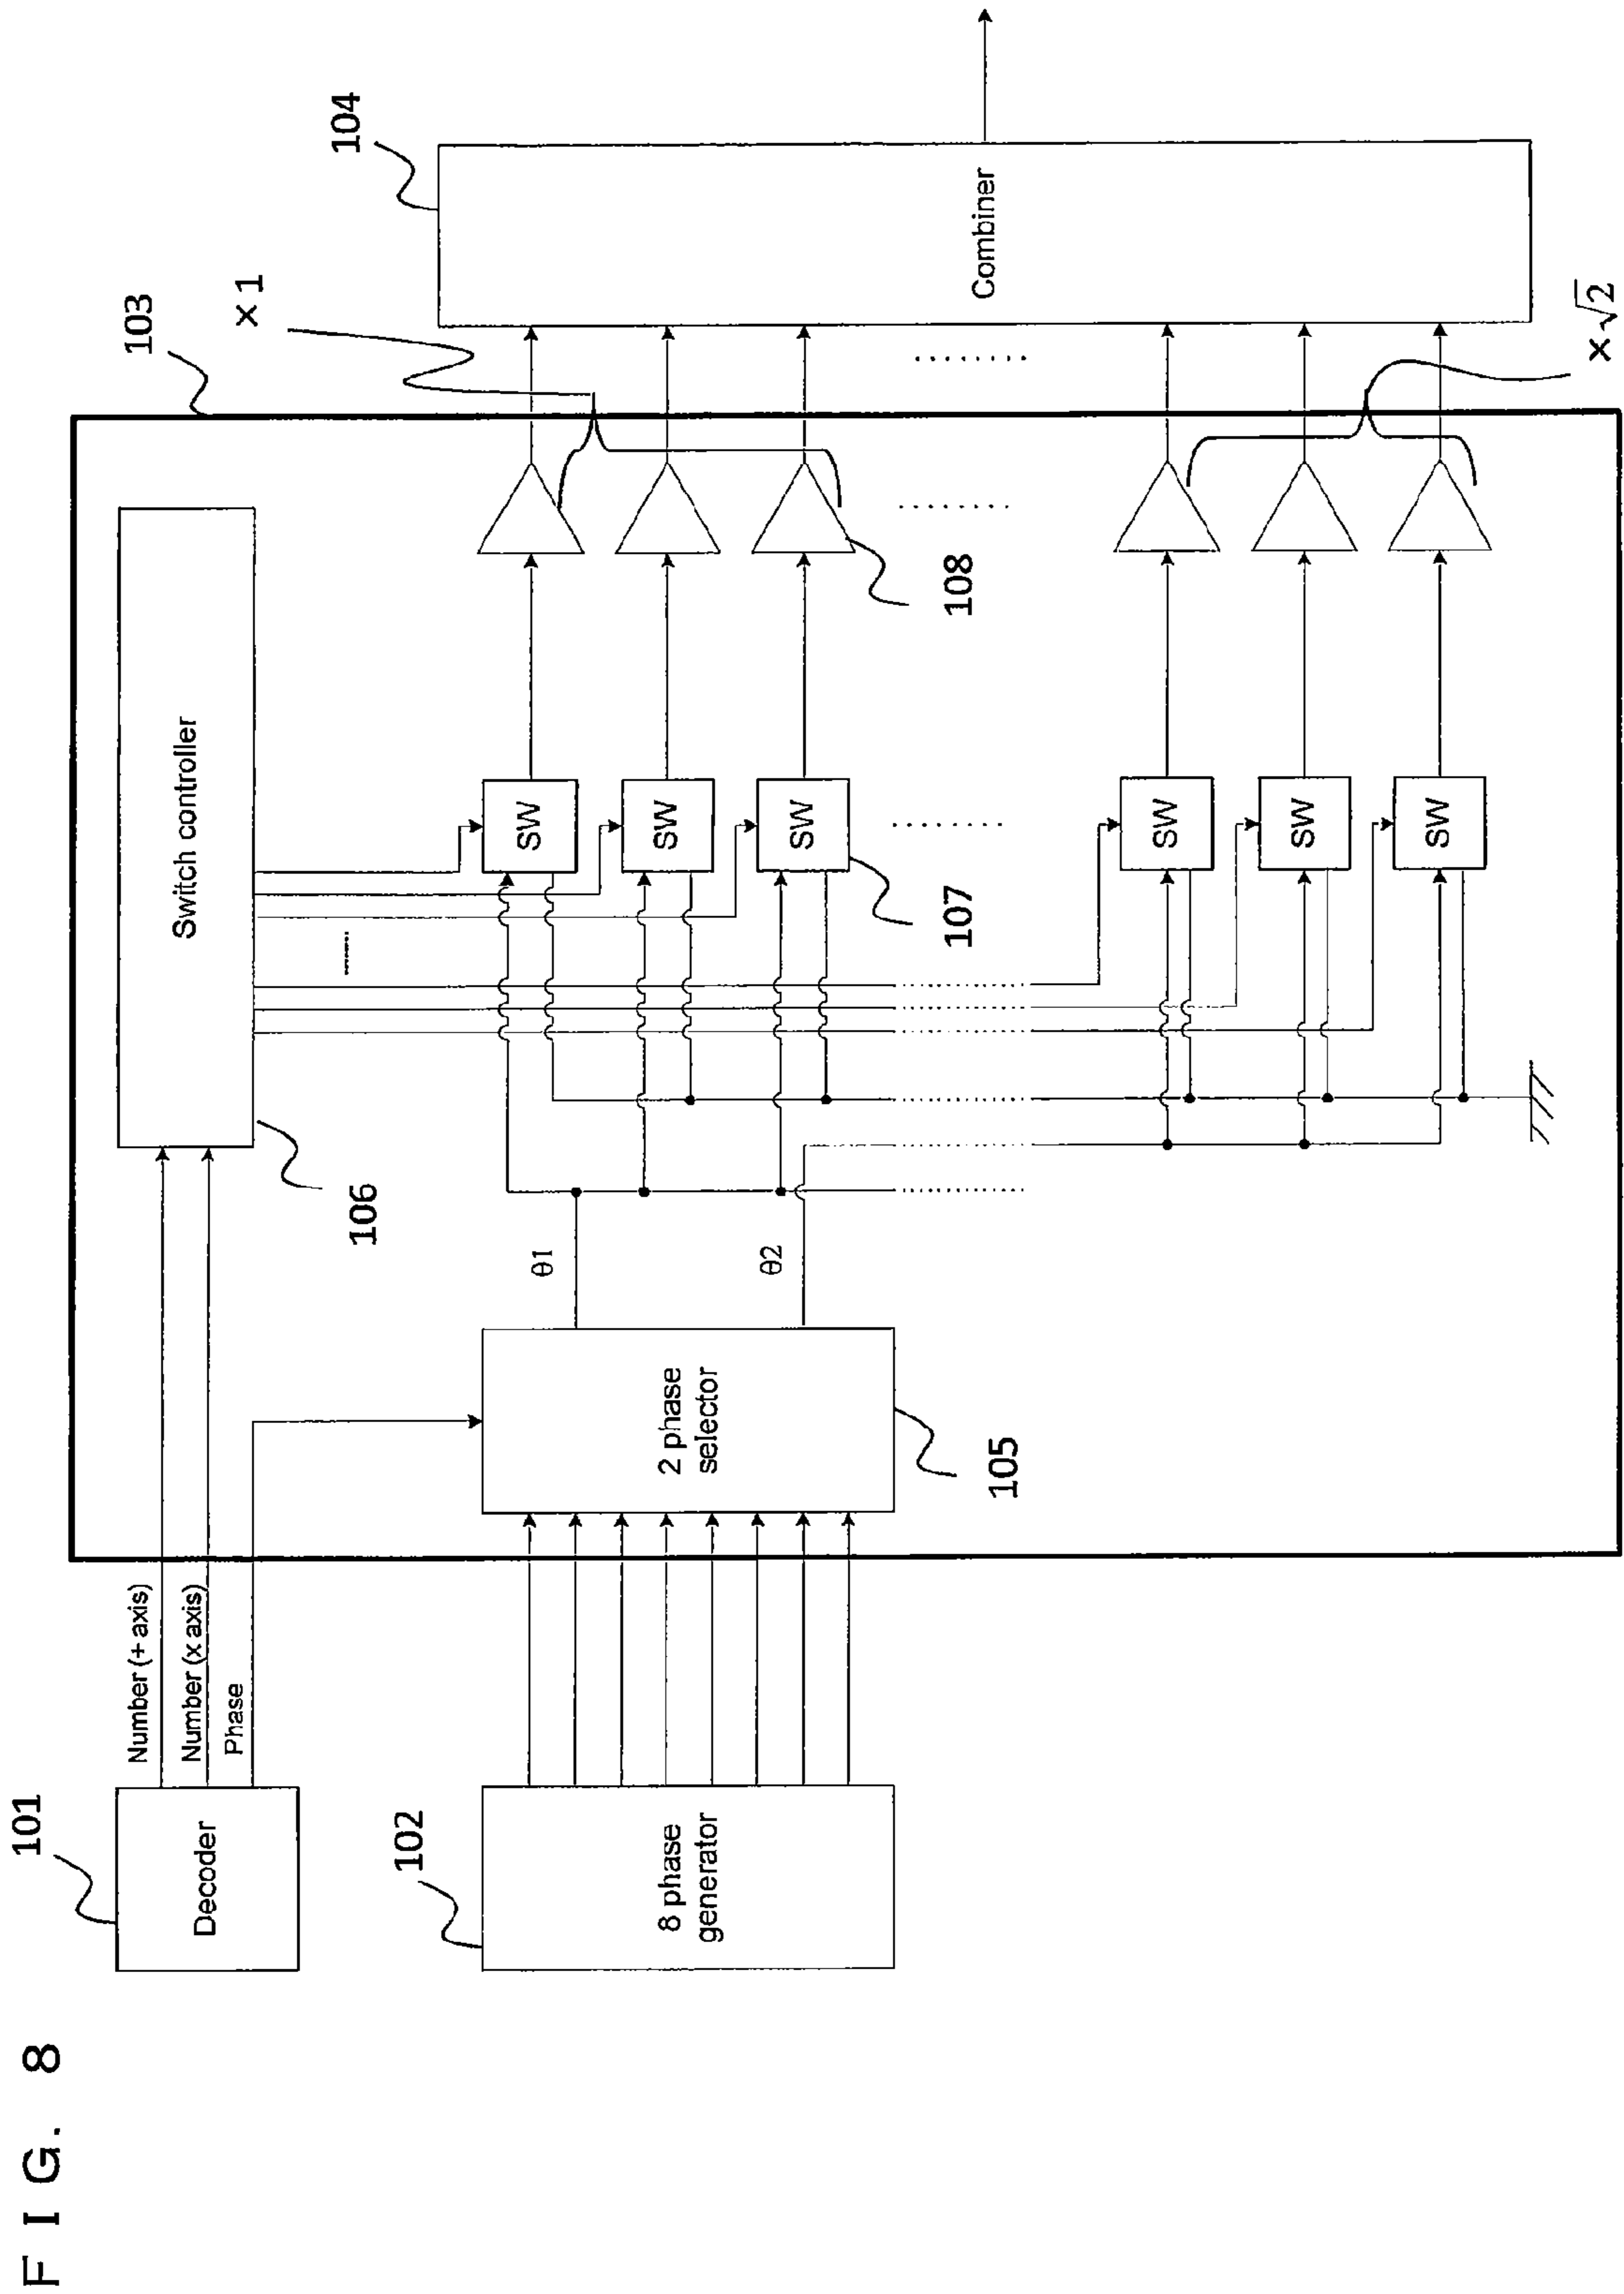 F I G. 8
101
Decoder
Number (+ axis)
Number (x axis)
Phase
102
8 phase
generator
103
106
Switch controller
105
2 phase
selector
θ1
θ2
SW
SW
SW
107
108
SW
SW
SW
× 1
× √2
104
Combiner